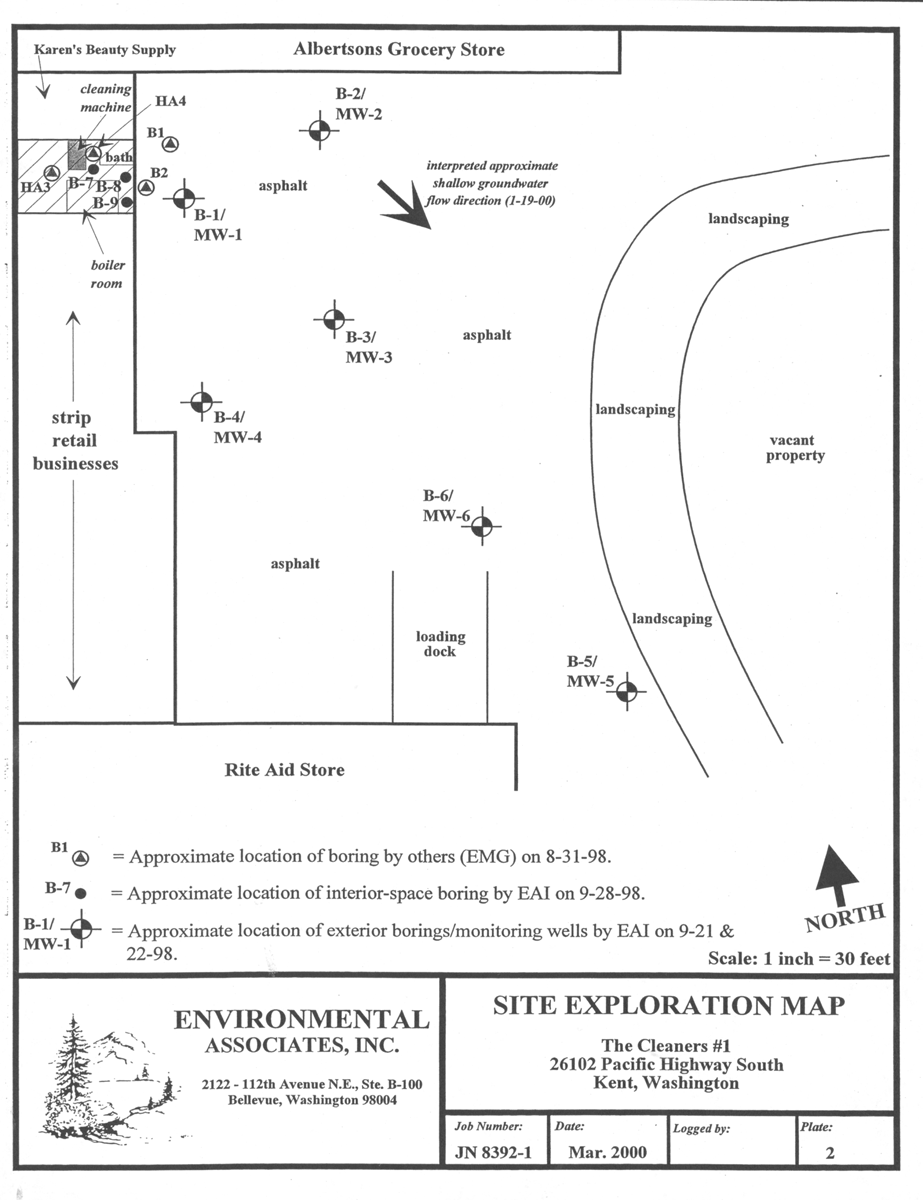 Karen's Beauty Supply
Albertsons Grocery Store
cleaning
machine
HA4
B-2/
MW-2
B1
bath
HA3
B-7
B-8
B2
B-9
asphalt
interpreted approximate
shallow groundwater
flow direction (1-19-00)
B-1/
MW-1
landscaping
boiler
room
B-3/
MW-3
asphalt
strip
retail
businesses
B-4/
MW-4
landscaping
vacant
property
B-6/
MW-6
asphalt
landscaping
loading
dock
B-5/
MW-5
Rite Aid Store
B1 = Approximate location of boring by others (EMG) on 8-31-98.
B-7 = Approximate location of interior-space boring by EAI on 9-28-98.
B-1/
MW-1 = Approximate location of exterior borings/monitoring wells by EAI on 9-21 &
22-98.
NORTH
Scale: 1 inch = 30 feet
ENVIRONMENTAL
ASSOCIATES, INC.
2122 - 112th Avenue N.E., Ste. B-100
Bellevue, Washington 98004
SITE EXPLORATION MAP
The Cleaners #1
26102 Pacific Highway South
Kent, Washington
Job Number:
JN 8392-1
Date:
Mar. 2000
Logged by:
Plate:
2